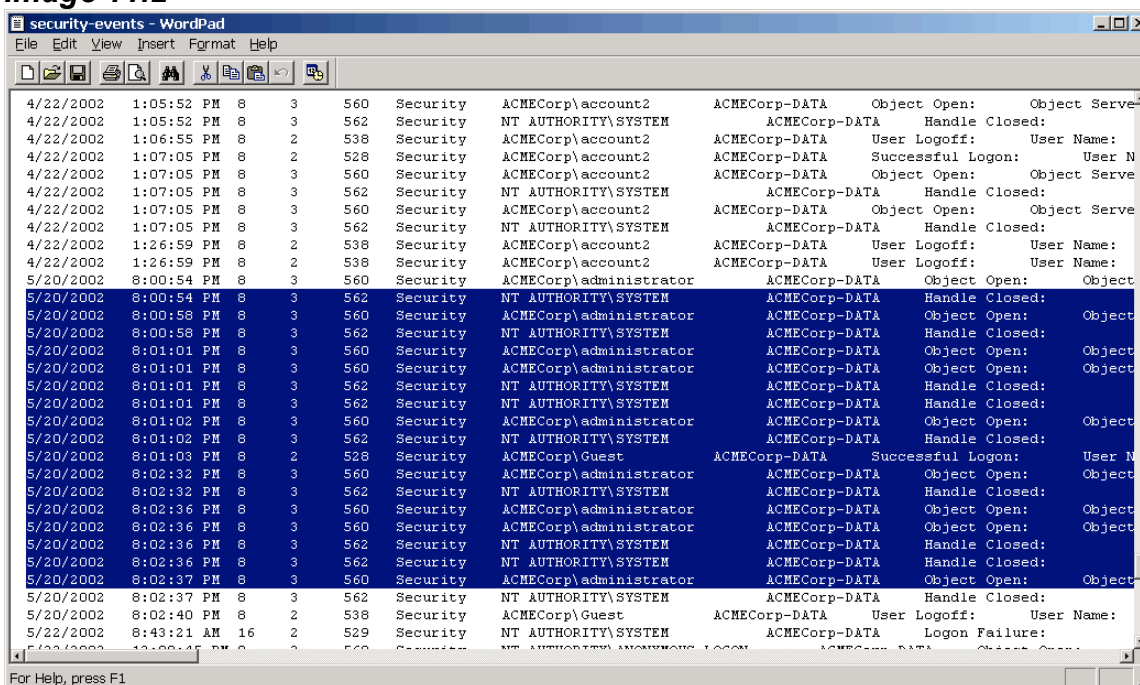 security-events - WordPad
File Edit View Insert Format Help
4/22/2002 1:05:52 PM 8 3 560 Security ACMECorp\account2 ACMECorp-DATA Object Open: Object Serve
4/22/2002 1:05:52 PM 8 3 562 Security NT AUTHORITY\SYSTEM ACMECorp-DATA Handle Closed:
4/22/2002 1:06:55 PM 8 2 538 Security ACMECorp\account2 ACMECorp-DATA User Logoff: User Name:
4/22/2002 1:07:05 PM 8 2 528 Security ACMECorp\account2 ACMECorp-DATA Successful Logon: User N
4/22/2002 1:07:05 PM 8 3 560 Security ACMECorp\account2 ACMECorp-DATA Object Open: Object Serve
4/22/2002 1:07:05 PM 8 3 562 Security NT AUTHORITY\SYSTEM ACMECorp-DATA Handle Closed:
4/22/2002 1:07:05 PM 8 3 560 Security ACMECorp\account2 ACMECorp-DATA Object Open: Object Serve
4/22/2002 1:07:05 PM 8 3 562 Security NT AUTHORITY\SYSTEM ACMECorp-DATA Handle Closed:
4/22/2002 1:26:59 PM 8 2 538 Security ACMECorp\account2 ACMECorp-DATA User Logoff: User Name:
4/22/2002 1:26:59 PM 8 2 538 Security ACMECorp\account2 ACMECorp-DATA User Logoff: User Name:
5/20/2002 8:00:54 PM 8 3 560 Security ACMECorp\administrator ACMECorp-DATA Object Open: Object
5/20/2002 8:00:54 PM 8 3 562 Security NT AUTHORITY\SYSTEM ACMECorp-DATA Handle Closed:
5/20/2002 8:00:58 PM 8 3 560 Security ACMECorp\administrator ACMECorp-DATA Object Open: Object
5/20/2002 8:00:58 PM 8 3 562 Security NT AUTHORITY\SYSTEM ACMECorp-DATA Handle Closed:
5/20/2002 8:01:01 PM 8 3 560 Security ACMECorp\administrator ACMECorp-DATA Object Open: Object
5/20/2002 8:01:01 PM 8 3 560 Security ACMECorp\administrator ACMECorp-DATA Object Open: Object
5/20/2002 8:01:01 PM 8 3 562 Security NT AUTHORITY\SYSTEM ACMECorp-DATA Handle Closed:
5/20/2002 8:01:01 PM 8 3 562 Security NT AUTHORITY\SYSTEM ACMECorp-DATA Handle Closed:
5/20/2002 8:01:02 PM 8 3 560 Security ACMECorp\administrator ACMECorp-DATA Object Open: Object
5/20/2002 8:01:02 PM 8 3 562 Security NT AUTHORITY\SYSTEM ACMECorp-DATA Handle Closed:
5/20/2002 8:01:03 PM 8 2 528 Security ACMECorp\Guest ACMECorp-DATA Successful Logon: User N
5/20/2002 8:02:32 PM 8 3 560 Security ACMECorp\administrator ACMECorp-DATA Object Open: Object
5/20/2002 8:02:32 PM 8 3 562 Security NT AUTHORITY\SYSTEM ACMECorp-DATA Handle Closed:
5/20/2002 8:02:36 PM 8 3 560 Security ACMECorp\administrator ACMECorp-DATA Object Open: Object
5/20/2002 8:02:36 PM 8 3 560 Security ACMECorp\administrator ACMECorp-DATA Object Open: Object
5/20/2002 8:02:36 PM 8 3 562 Security NT AUTHORITY\SYSTEM ACMECorp-DATA Handle Closed:
5/20/2002 8:02:36 PM 8 3 562 Security NT AUTHORITY\SYSTEM ACMECorp-DATA Handle Closed:
5/20/2002 8:02:37 PM 8 3 560 Security ACMECorp\administrator ACMECorp-DATA Object Open: Object
5/20/2002 8:02:37 PM 8 3 562 Security NT AUTHORITY\SYSTEM ACMECorp-DATA Handle Closed:
5/20/2002 8:02:40 PM 8 2 538 Security ACMECorp\Guest ACMECorp-DATA User Logoff: User Name:
5/22/2002 8:43:21 AM 16 2 529 Security NT AUTHORITY\SYSTEM ACMECorp-DATA Logon Failure:
For Help, press F1